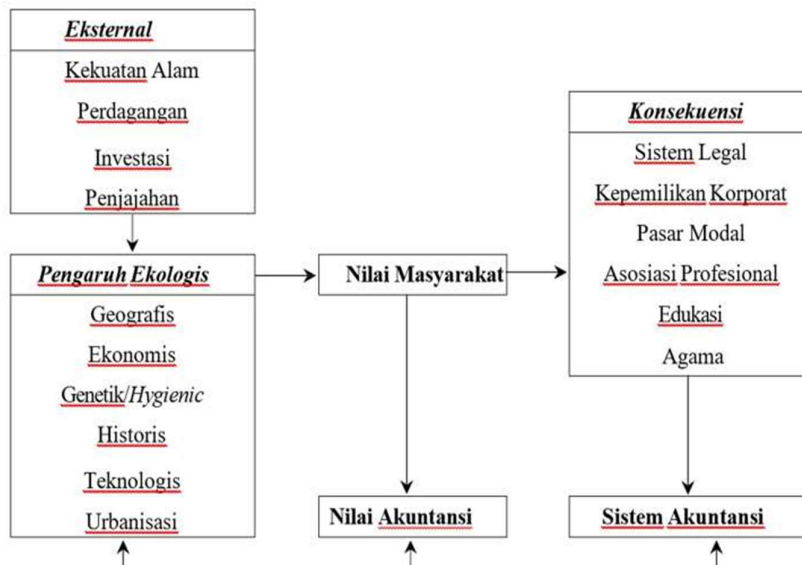 Eksternal
Kekuatan Alam
Perdagangan
Investasi
Penjajahan
Pengaruh Ekologis
Geografis
Ekonomis
Genetik/Hygienic
Historis
Teknologis
Urbanisasi
Nilai Masyarakat
Nilai Akuntansi
Konsekuensi
Sistem Legal
Kepemilikan Korporat
Pasar Modal
Asosiasi Profesional
Edukasi
Agama
Sistem Akuntansi